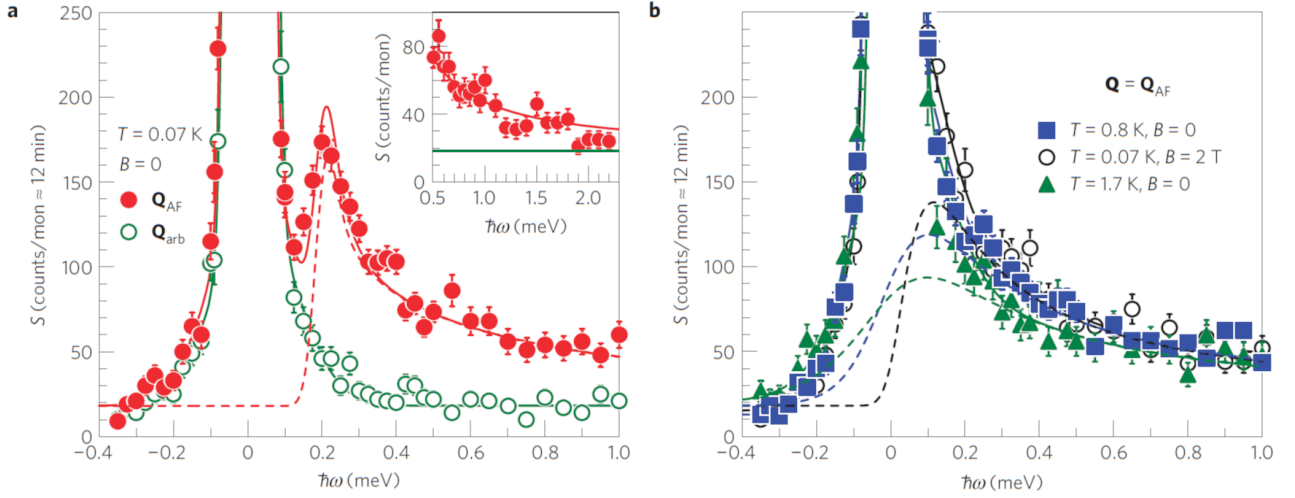 a
250
200
150
100
50
0
S (counts/mon ≈ 12 min)
T = 0.07 K
B = 0
Q_AF
Q_arb
−0.4
−0.2
0
0.2
0.4
0.6
0.8
1.0
ħω (meV)
80
40
0
S (counts/mon)
0.5
1.0
1.5
2.0
ħω (meV)
b
250
200
150
100
50
0
S (counts/mon ≈ 12 min)
Q = Q_AF
T = 0.8 K, B = 0
T = 0.07 K, B = 2 T
T = 1.7 K, B = 0
−0.4
−0.2
0
0.2
0.4
0.6
0.8
1.0
ħω (meV)